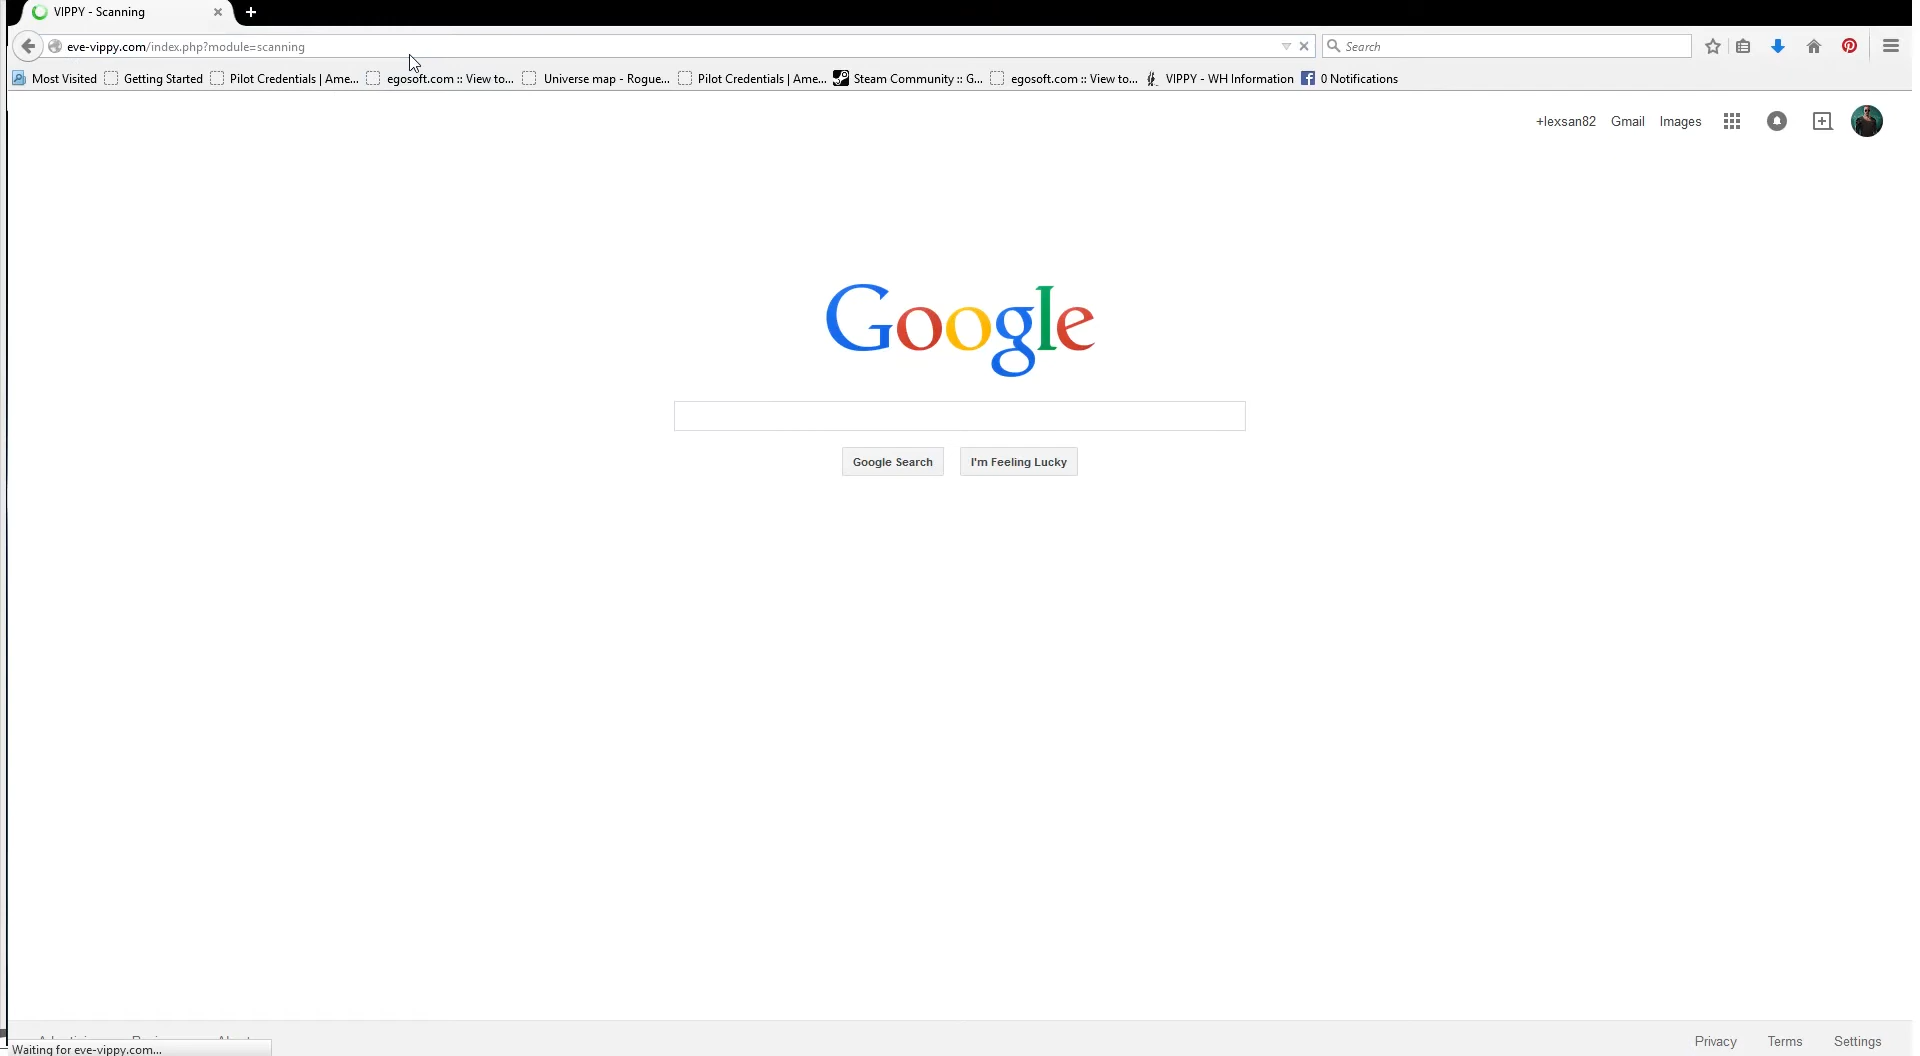 VIPPY - Scanning
eve-vippy.com/index.php?module=scanning
Search
Most Visited Getting Started Pilot Credentials | Ame... egosoft.com :: View to... Universe map - Rogue... Pilot Credentials | Ame... Steam Community :: G... egosoft.com :: View to... VIPPY - WH Information 0 Notifications
+lexsan82 Gmail Images
Google
Google Search I'm Feeling Lucky
Privacy Terms Settings
Waiting for eve-vippy.com...